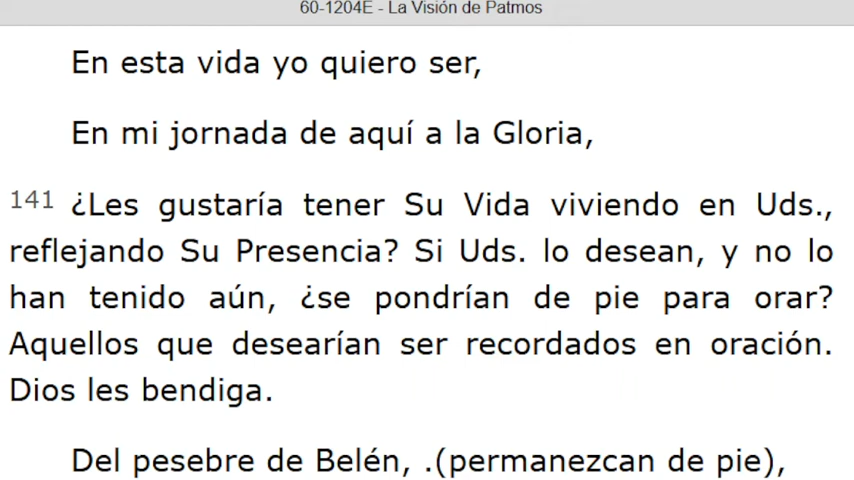 60-1204E - La Visión de Patmos
En esta vida yo quiero ser,
En mi jornada de aquí a la Gloria,
141 ¿Les gustaría tener Su Vida viviendo en Uds.,
reflejando Su Presencia? Si Uds. lo desean, y no lo
han tenido aún, ¿se pondrían de pie para orar?
Aquellos que desearían ser recordados en oración.
Dios les bendiga.
Del pesebre de Belén, .(permanezcan de pie),